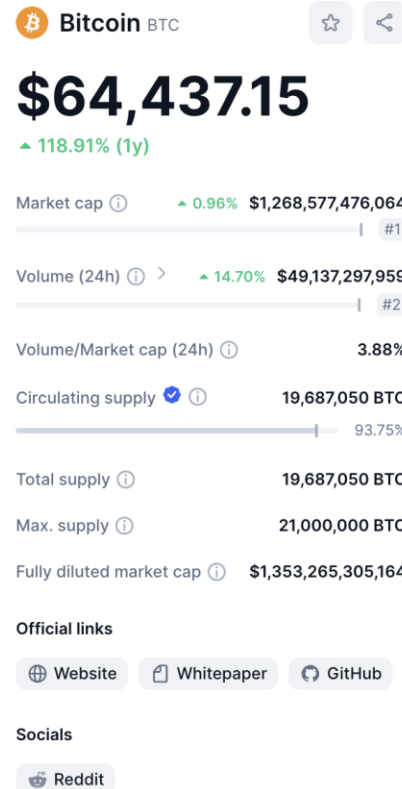 Bitcoin BTC
$64,437.15
118.91% (1y)
Market cap 0.96% $1,268,577,476,064
#1
Volume (24h) 14.70% $49,137,297,959
#2
Volume/Market cap (24h) 3.88%
Circulating supply 19,687,050 BTC
93.75%
Total supply 19,687,050 BTC
Max. supply 21,000,000 BTC
Fully diluted market cap $1,353,265,305,164
Official links
Website Whitepaper GitHub
Socials
Reddit